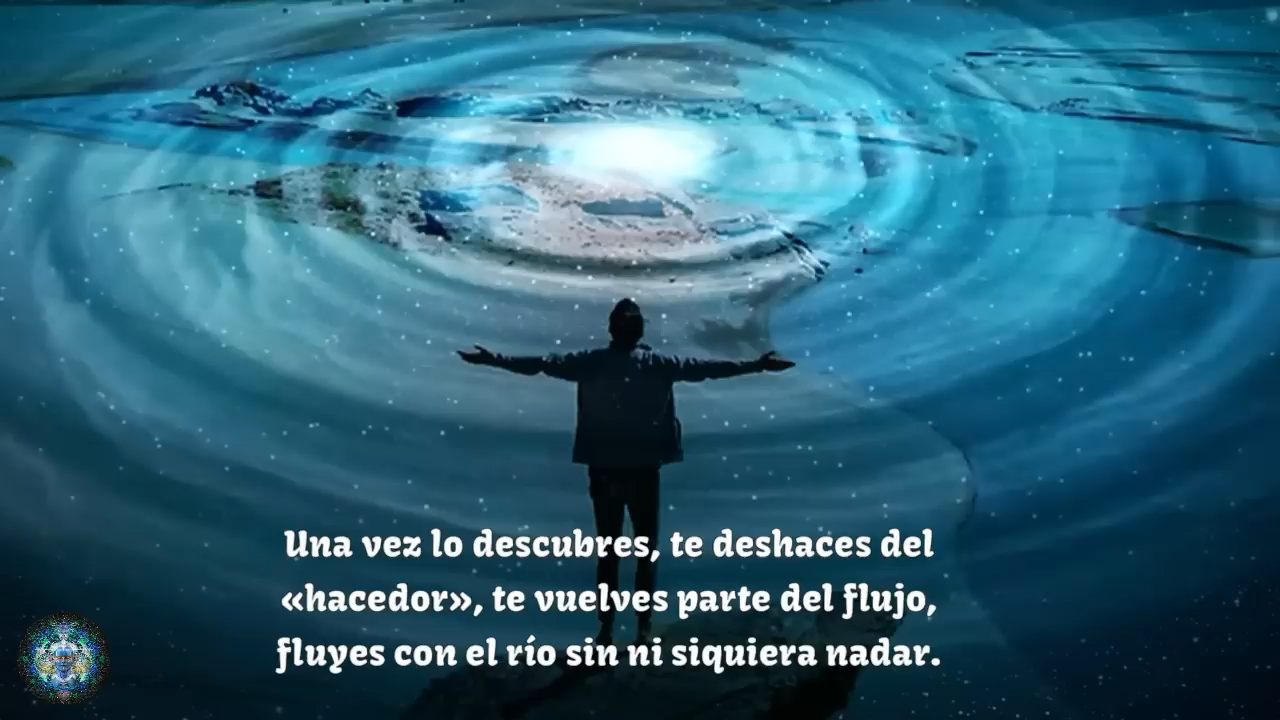 Una vez lo descubres, te deshaces del
«hacedor», te vuelves parte del flujo,
fluyes con el río sin ni siquiera nadar.